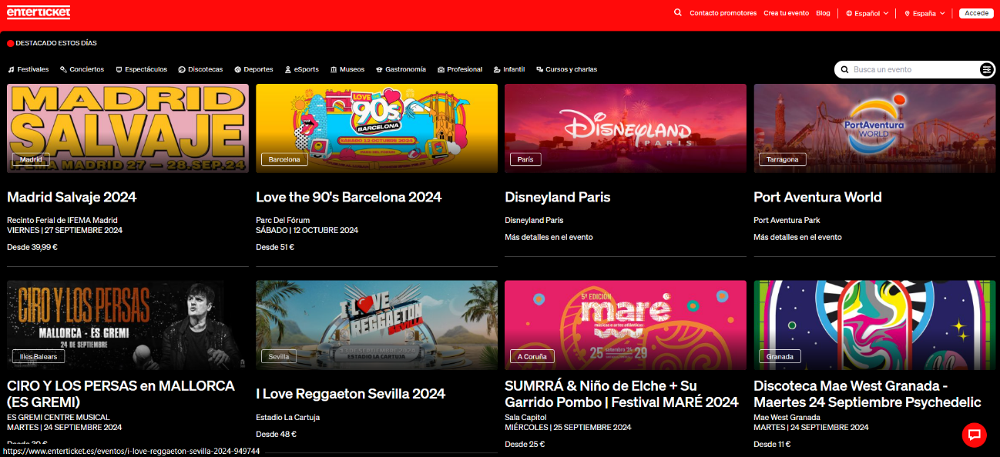 enterticket
Contacto promotores Crea tu evento Blog Español España Accede
DESTACADO ESTOS DÍAS
Festivales Conciertos Espectáculos Discotecas Deportes eSports Museos Gastronomía Profesional Infantil Cursos y charlas
Busca un evento
MADRID
SALVAJE
IFEMA MADRID 27 — 28.SEP.24
Madrid
LOVE
90s
BARCELONA
SÁBADO 12 OCTUBRE 2024
PARC DEL FÒRUM
Barcelona
Disneyland
PARIS
París
PortAventura
WORLD
Tarragona
Madrid Salvaje 2024
Recinto Ferial de IFEMA Madrid
VIERNES | 27 SEPTIEMBRE 2024
Desde 39,99 €
Love the 90's Barcelona 2024
Parc Del Fórum
SÁBADO | 12 OCTUBRE 2024
Desde 51 €
Disneyland Paris
Disneyland Paris
Más detalles en el evento
Port Aventura World
Port Aventura Park
Más detalles en el evento
CIRO Y LOS PERSAS
MALLORCA - ES GREMI
24 DE SEPTIEMBRE
Illes Balears
I LOVE
REGGAETON
SEVILLA
ESTADIO LA CARTUJA
Sevilla
5ª EDICIÓN
maré
músicas e artes atlánticas
25 setembro '24 29
A Coruña
Granada
CIRO Y LOS PERSAS en MALLORCA
(ES GREMI)
ES GREMI CENTRE MUSICAL
MARTES | 24 SEPTIEMBRE 2024
I Love Reggaeton Sevilla 2024
Estadio La Cartuja
Desde 48 €
SUMRRÁ & Niño de Elche + Su
Garrido Pombo | Festival MARÉ 2024
Sala Capitol
MIÉRCOLES | 25 SEPTIEMBRE 2024
Desde 25 €
Discoteca Mae West Granada -
Maertes 24 Septiembre Psychedelic
Mae West Granada
MARTES | 24 SEPTIEMBRE 2024
Desde 11 €
https://www.enterticket.es/eventos/i-love-reggaeton-sevilla-2024-949744